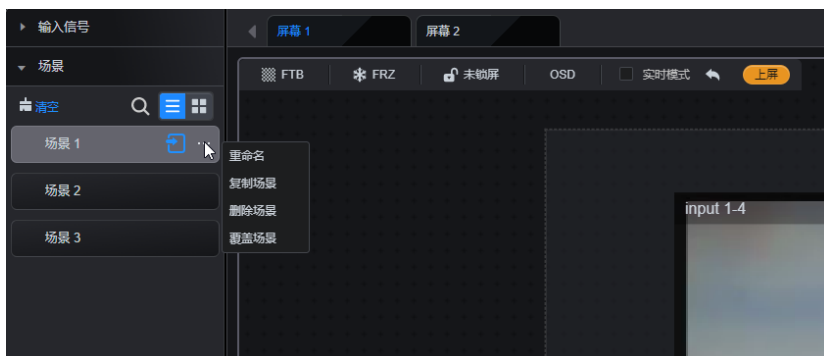 输入信号
屏幕 1
屏幕 2
场景
FTB
FRZ
未锁屏
OSD
实时模式
上屏
清空
场景 1
重命名
复制场景
场景 2
删除场景
input 1-4
场景 3
覆盖场景